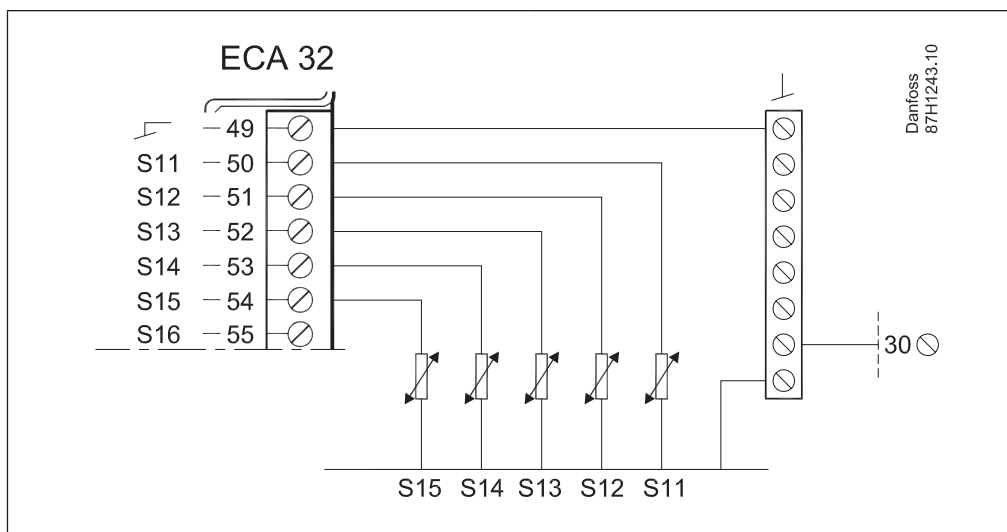 ECA 32
49
S11 50
S12 51
S13 52
S14 53
S15 54
S16 55
30
S15 S14 S13 S12 S11
Danfoss
87H1243.10